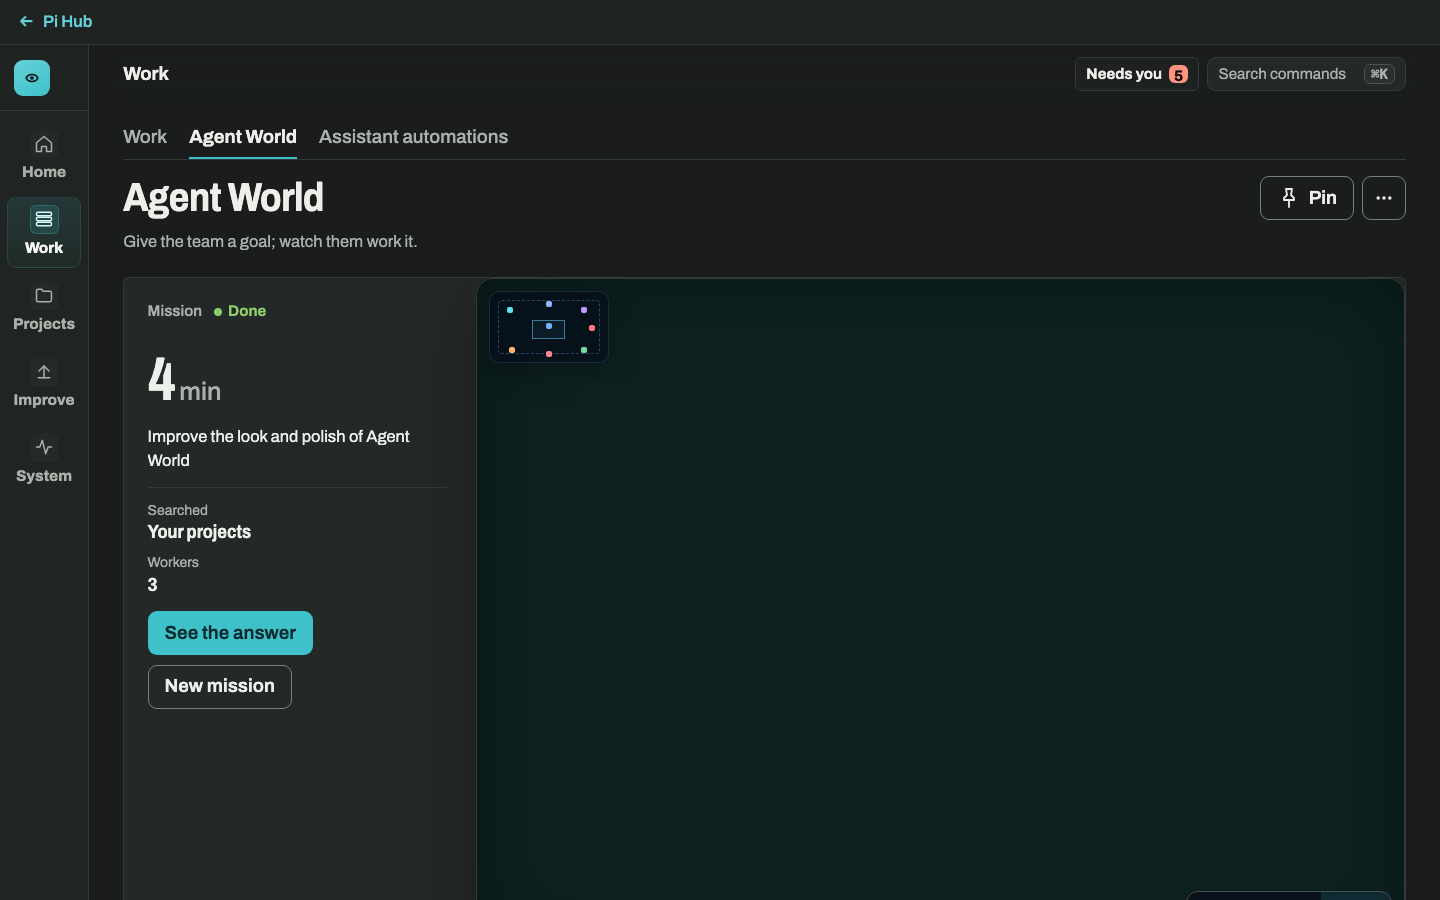 Pi Hub
Work
Needs you 5
Search commands ⌘K
Home
Work
Projects
Improve
System
Work Agent World Assistant automations
Agent World
Pin
Give the team a goal; watch them work it.
Mission Done
4 min
Improve the look and polish of Agent
World
Searched
Your projects
Workers
3
See the answer
New mission